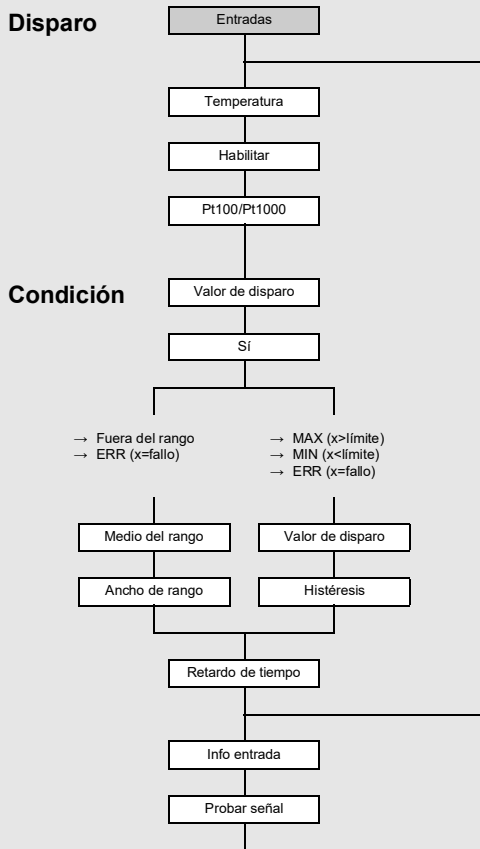 Disparo
Entradas
Temperatura
Habilitar
Pt100/Pt1000
Condición
Valor de disparo
Sí
→ Fuera del rango
→ ERR (x=fallo)
→ MAX (x>límite)
→ MIN (x<límite)
→ ERR (x=fallo)
Medio del rango
Valor de disparo
Ancho de rango
Histéresis
Retardo de tiempo
Info entrada
Probar señal